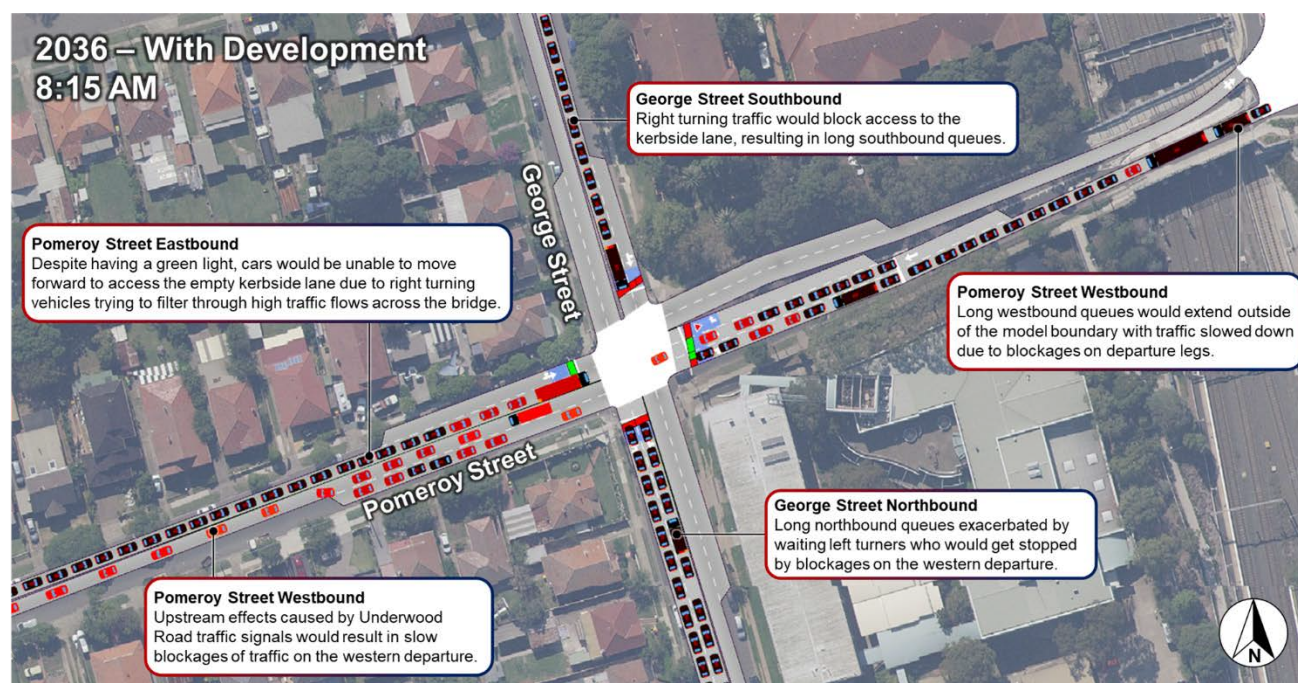 2036 – With Development
8:15 AM
George Street Southbound
Right turning traffic would block access to the
kerbside lane, resulting in long southbound queues.
George Street
Pomeroy Street Eastbound
Despite having a green light, cars would be unable to move
forward to access the empty kerbside lane due to right turning
vehicles trying to filter through high traffic flows across the bridge.
Pomeroy Street Westbound
Long westbound queues would extend outside
of the model boundary with traffic slowed down
due to blockages on departure legs.
Pomeroy Street
George Street Northbound
Long northbound queues exacerbated by
waiting left turners who would get stopped
by blockages on the western departure.
Pomeroy Street Westbound
Upstream effects caused by Underwood
Road traffic signals would result in slow
blockages of traffic on the western departure.
N